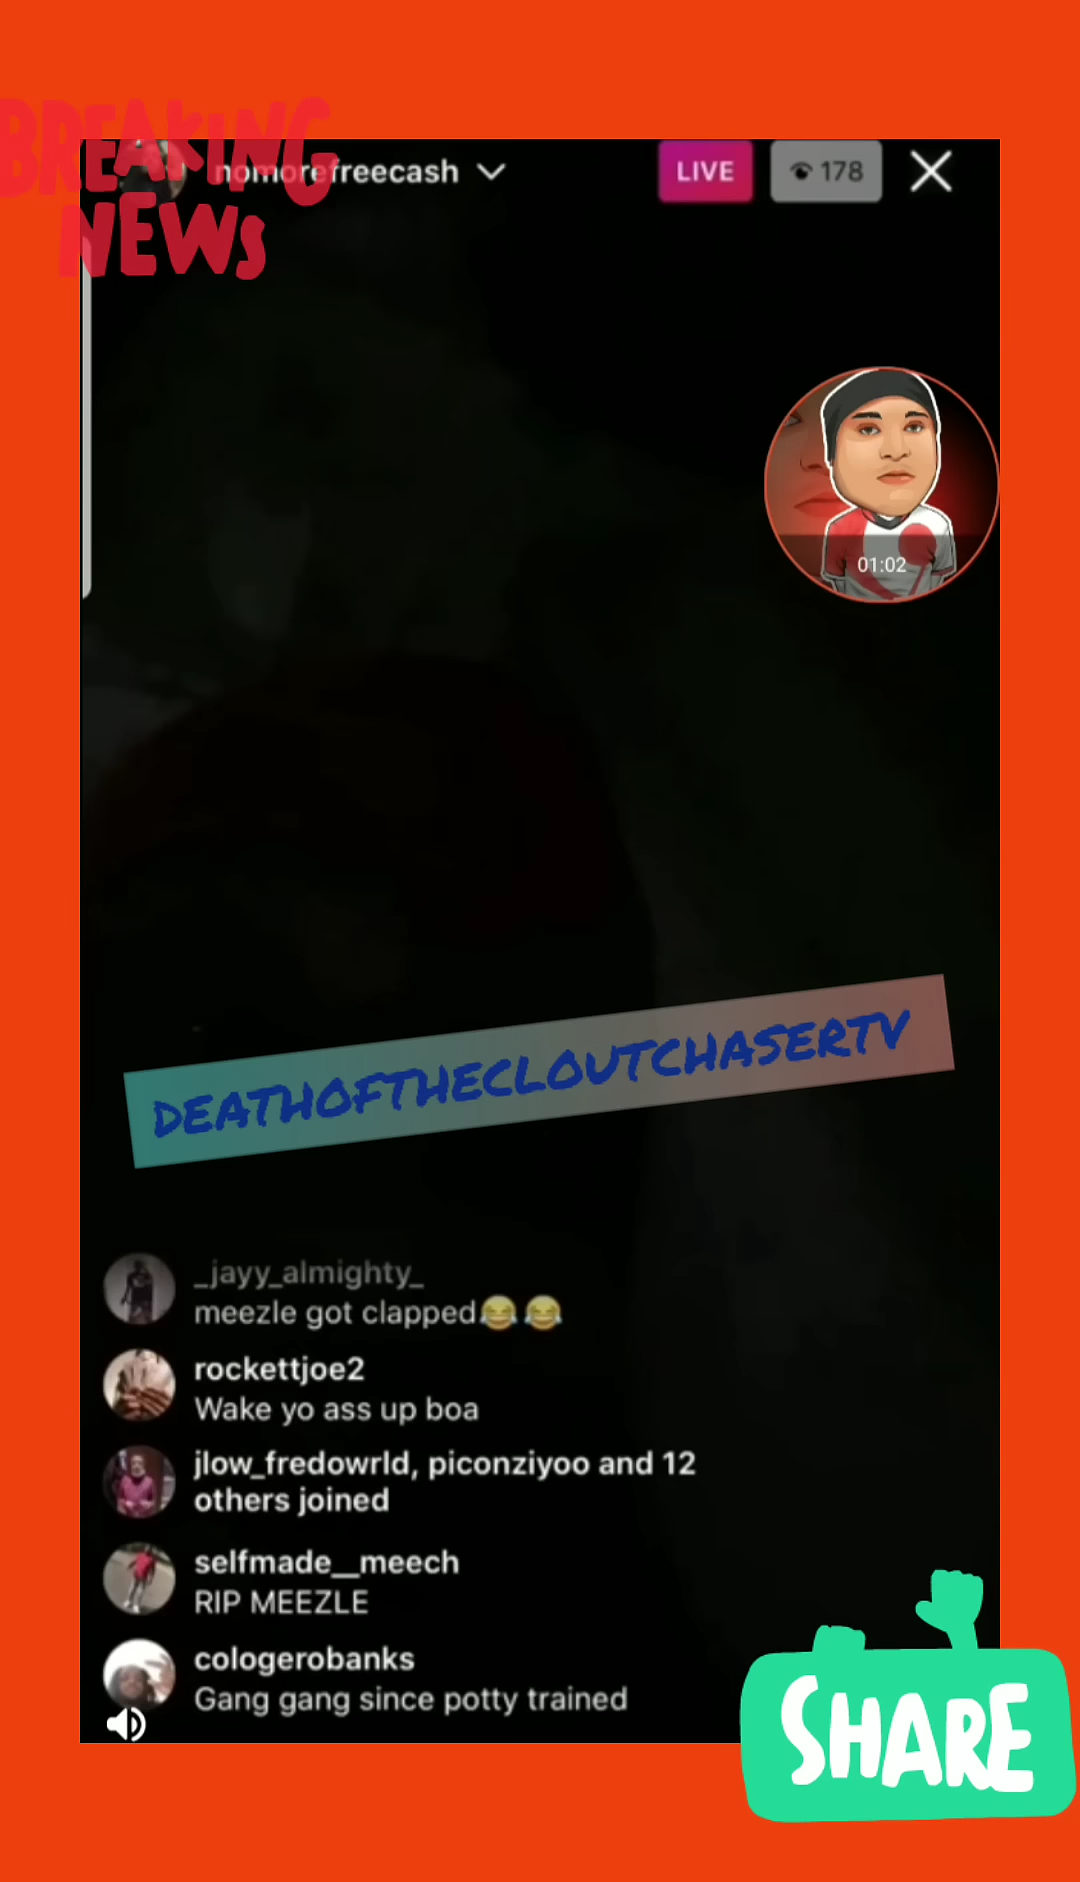 BREAKING
NEWS
nomorefreecash
LIVE
178
01:02
DEATHOFTHECLOUTCHASERTV
_jayy_almighty_
meezle got clapped😂😂
rockettjoe2
Wake yo ass up boa
jlow_fredowrld, piconziyoo and 12
others joined
selfmade__meech
RIP MEEZLE
cologerobanks
Gang gang since potty trained
SHARE